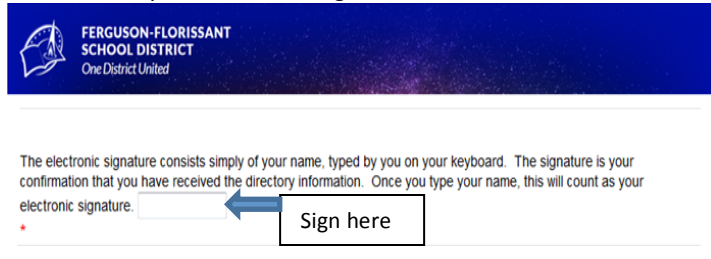 FERGUSON-FLORISSANT
SCHOOL DISTRICT
One District United
The electronic signature consists simply of your name, typed by you on your keyboard. The signature is your
confirmation that you have received the directory information. Once you type your name, this will count as your
electronic signature.
Sign here
*